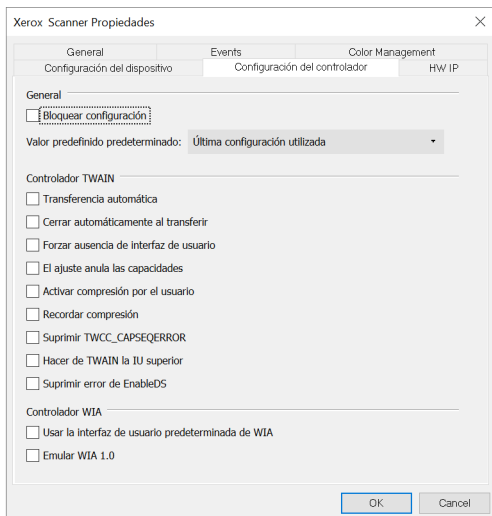 Xerox Scanner Propiedades
General Events Color Management
Configuración del dispositivo Configuración del controlador HW IP
General
Bloquear configuración
Valor predefinido predeterminado: Última configuración utilizada
Controlador TWAIN
Transferencia automática
Cerrar automáticamente al transferir
Forzar ausencia de interfaz de usuario
El ajuste anula las capacidades
Activar compresión por el usuario
Recordar compresión
Suprimir TWCC_CAPSEQERROR
Hacer de TWAIN la IU superior
Suprimir error de EnableDS
Controlador WIA
Usar la interfaz de usuario predeterminada de WIA
Emular WIA 1.0
OK Cancel